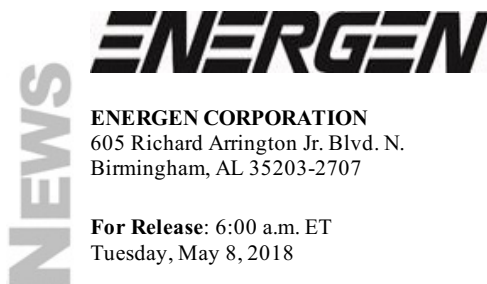 ENERGEN
NEWS
ENERGEN CORPORATION
605 Richard Arrington Jr. Blvd. N.
Birmingham, AL 35203-2707
For Release: 6:00 a.m. ET
Tuesday, May 8, 2018